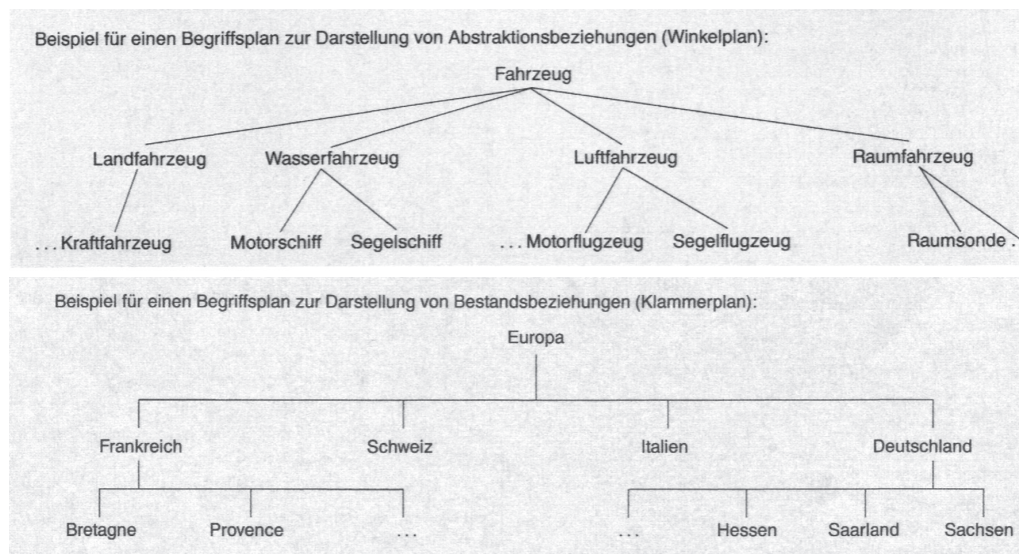 Beispiel für einen Begriffsplan zur Darstellung von Abstraktionsbeziehungen (Winkelplan):
Fahrzeug
Landfahrzeug Wasserfahrzeug Luftfahrzeug Raumfahrzeug
...Kraftfahrzeug Motorschiff Segelschiff ...Motorflugzeug Segelflugzeug Raumsonde .
Beispiel für einen Begriffsplan zur Darstellung von Bestandsbeziehungen (Klammerplan):
Europa
Frankreich Schweiz Italien Deutschland
Bretagne Provence ... ... Hessen Saarland Sachsen